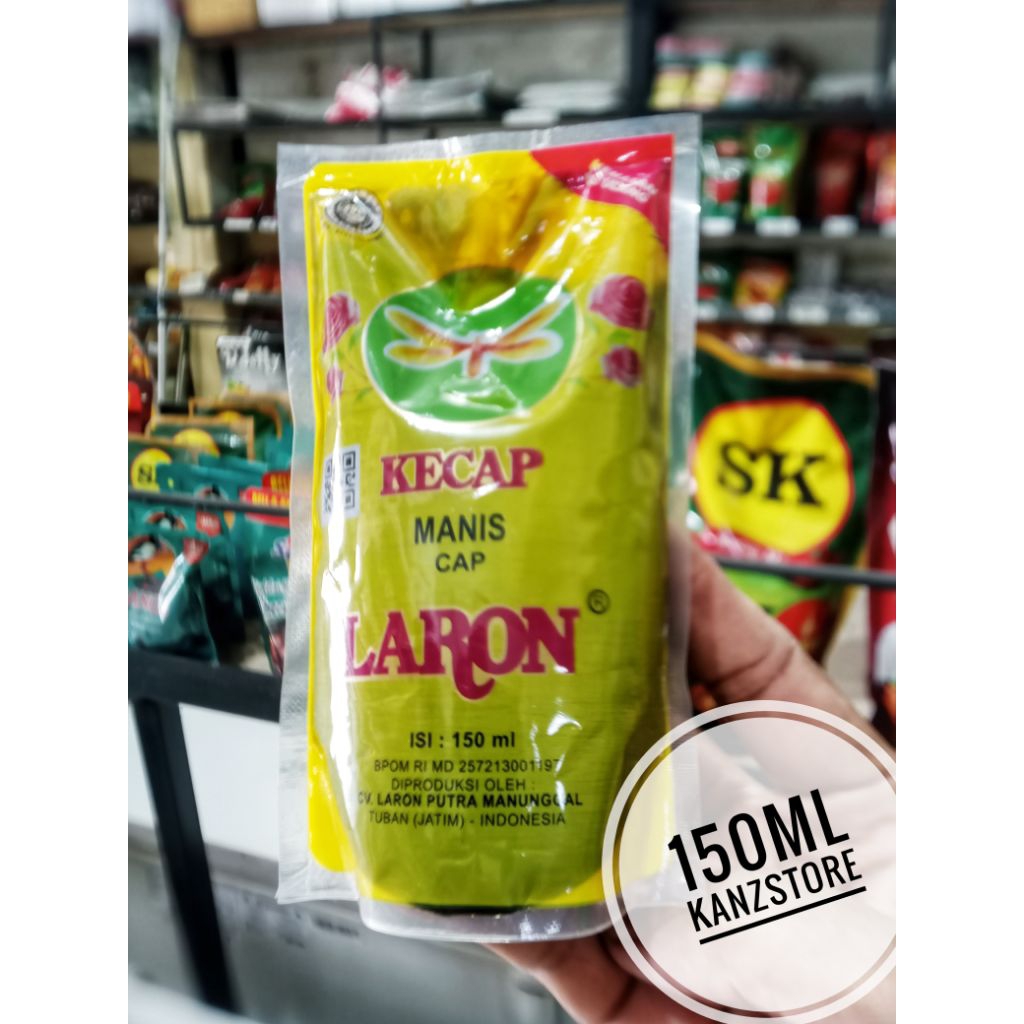 KECAP
MANIS
CAP
LARON®
ISI : 150 ml
BPOM RI MD 257213001197
DIPRODUKSI OLEH :
CV. LARON PUTRA MANUNGGAL
TUBAN (JATIM) - INDONESIA
SK
150ML
KANZSTORE